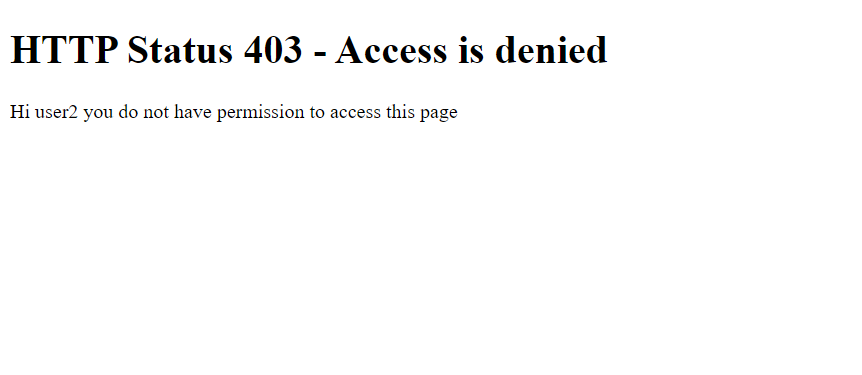 HTTP Status 403 - Access is denied
Hi user2 you do not have permission to access this page